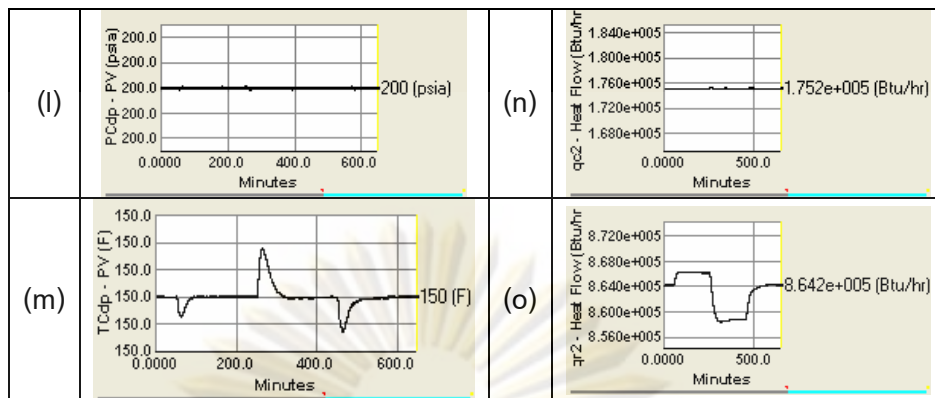 (l)
PCdp - PV (psia)
200.0
200.0
200.0
200.0
200.0
200 (psia)
0.0000 200.0 400.0 600.0
Minutes
(n)
qc2 - Heat Flow (Btu/hr
1.840e+005
1.800e+005
1.760e+005
1.720e+005
1.680e+005
1.752e+005 (Btu/hr)
0.0000 500.0
Minutes
(m)
TCdp - PV (F)
150.0
150.0
150.0
150.0
150.0
150.0
150 (F)
0.0000 200.0 400.0 600.0
Minutes
(o)
qr2 - Heat Flow (Btu/hr
8.720e+005
8.680e+005
8.640e+005
8.600e+005
8.560e+005
8.642e+005 (Btu/hr)
0.0000 500.0
Minutes